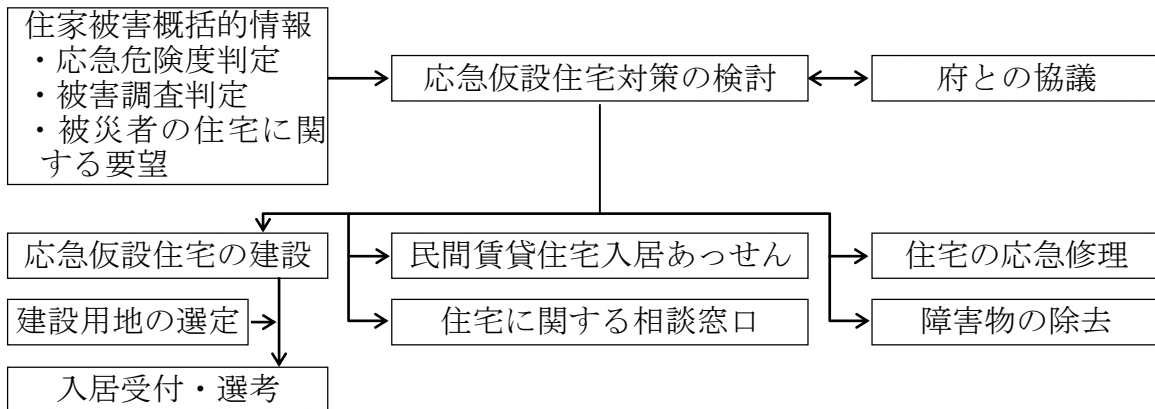 住家被害概括的情報
・応急危険度判定
・被害調査判定
・被災者の住宅に関
する要望
応急仮設住宅対策の検討
府との協議
応急仮設住宅の建設
民間賃貸住宅入居あっせん
住宅の応急修理
建設用地の選定
住宅に関する相談窓口
障害物の除去
入居受付・選考